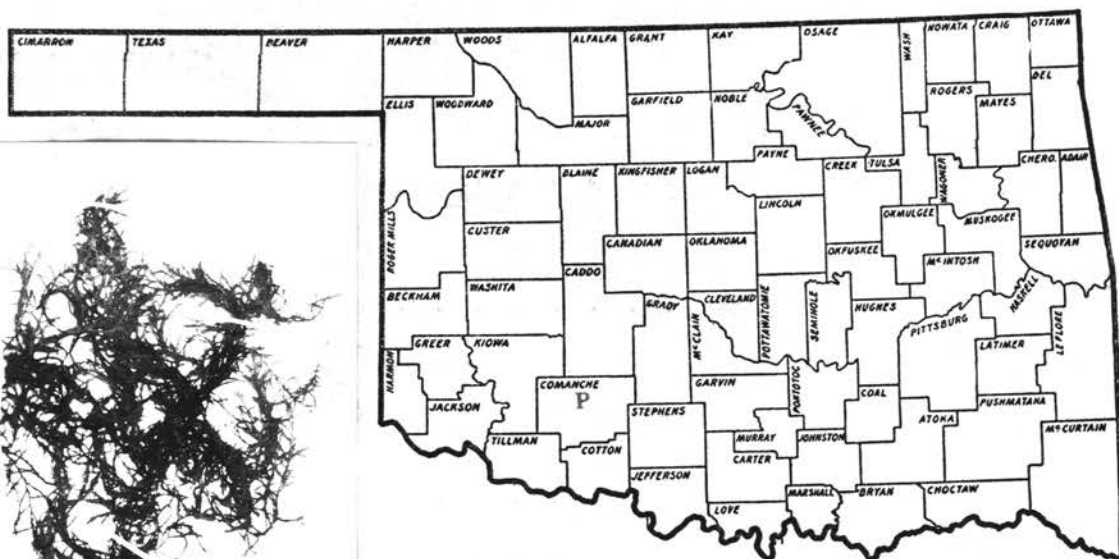 CIMARRON TEXAS BEAVER HARPER WOODS ALFALFA GRANT KAY OSAGE WASH NOWATA CRAIG OTTAWA
ELLIS WOODWARD MAJOR GARFIELD NOBLE PAWNEE ROGERS MAYES DEL
DEWEY BLAINE KINGFISHER LOGAN PAYNE CREEK TULSA WAGONER CHERO. ADAIR
ROGER MILLS CUSTER CANADIAN OKLAHOMA LINCOLN OKMULGEE MUSKOGEE
OKFUSKEE McINTOSH SEQUOYAH
BECKHAM WASHITA CADDO GRADY CLEVELAND POTTAWATOMIE SEMINOLE HUGHES PITTSBURG HASKELL
HARMON GREER KIOWA McCLAIN LATIMER LE FLORE
JACKSON COMANCHE GARVIN PONTOTOC COAL PUSHMATAHA
P
TILLMAN COTTON STEPHENS MURRAY JOHNSTON ATOKA McCURTAIN
JEFFERSON CARTER MARSHALL BRYAN CHOCTAW
LOVE